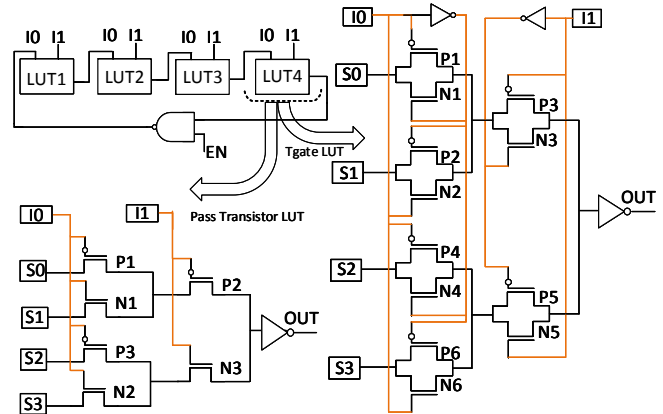 I0 I1 I0 I1 I0 I1 I0 I1
LUT1 LUT2 LUT3 LUT4
EN
Tgate LUT
Pass Transistor LUT
I0 I1
S0 P1
S1 N1 P2
S2 P3 OUT
S3 N2 N3
I0 I1
S0 P1
N1
P3
N3
S1 P2
N2
OUT
S2 P4
N4
P5
N5
S3 P6
N6